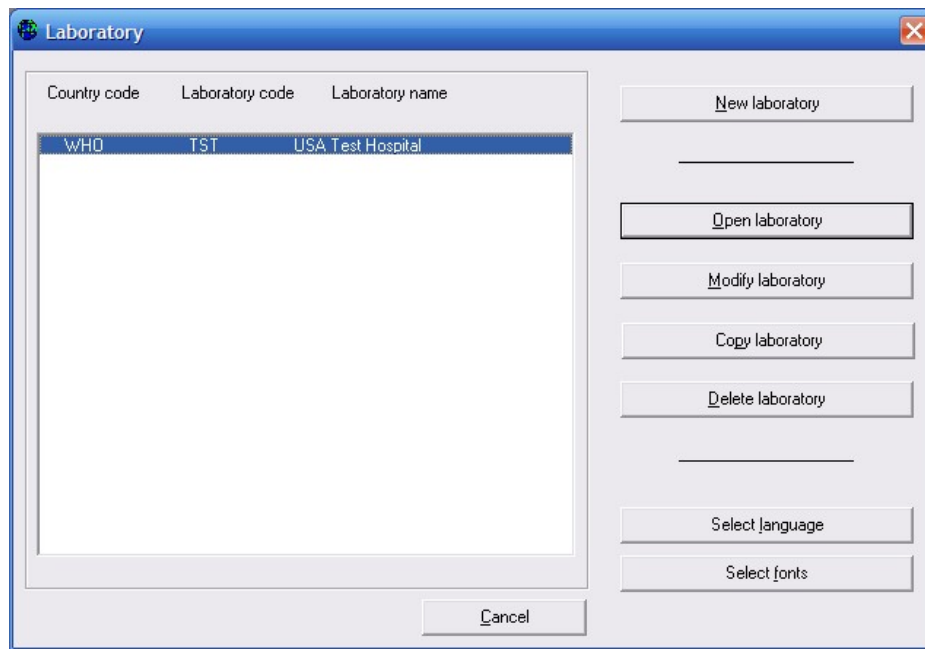 Laboratory
Country code Laboratory code Laboratory name
WHO TST USA Test Hospital
New laboratory
Open laboratory
Modify laboratory
Copy laboratory
Delete laboratory
Select language
Select fonts
Cancel